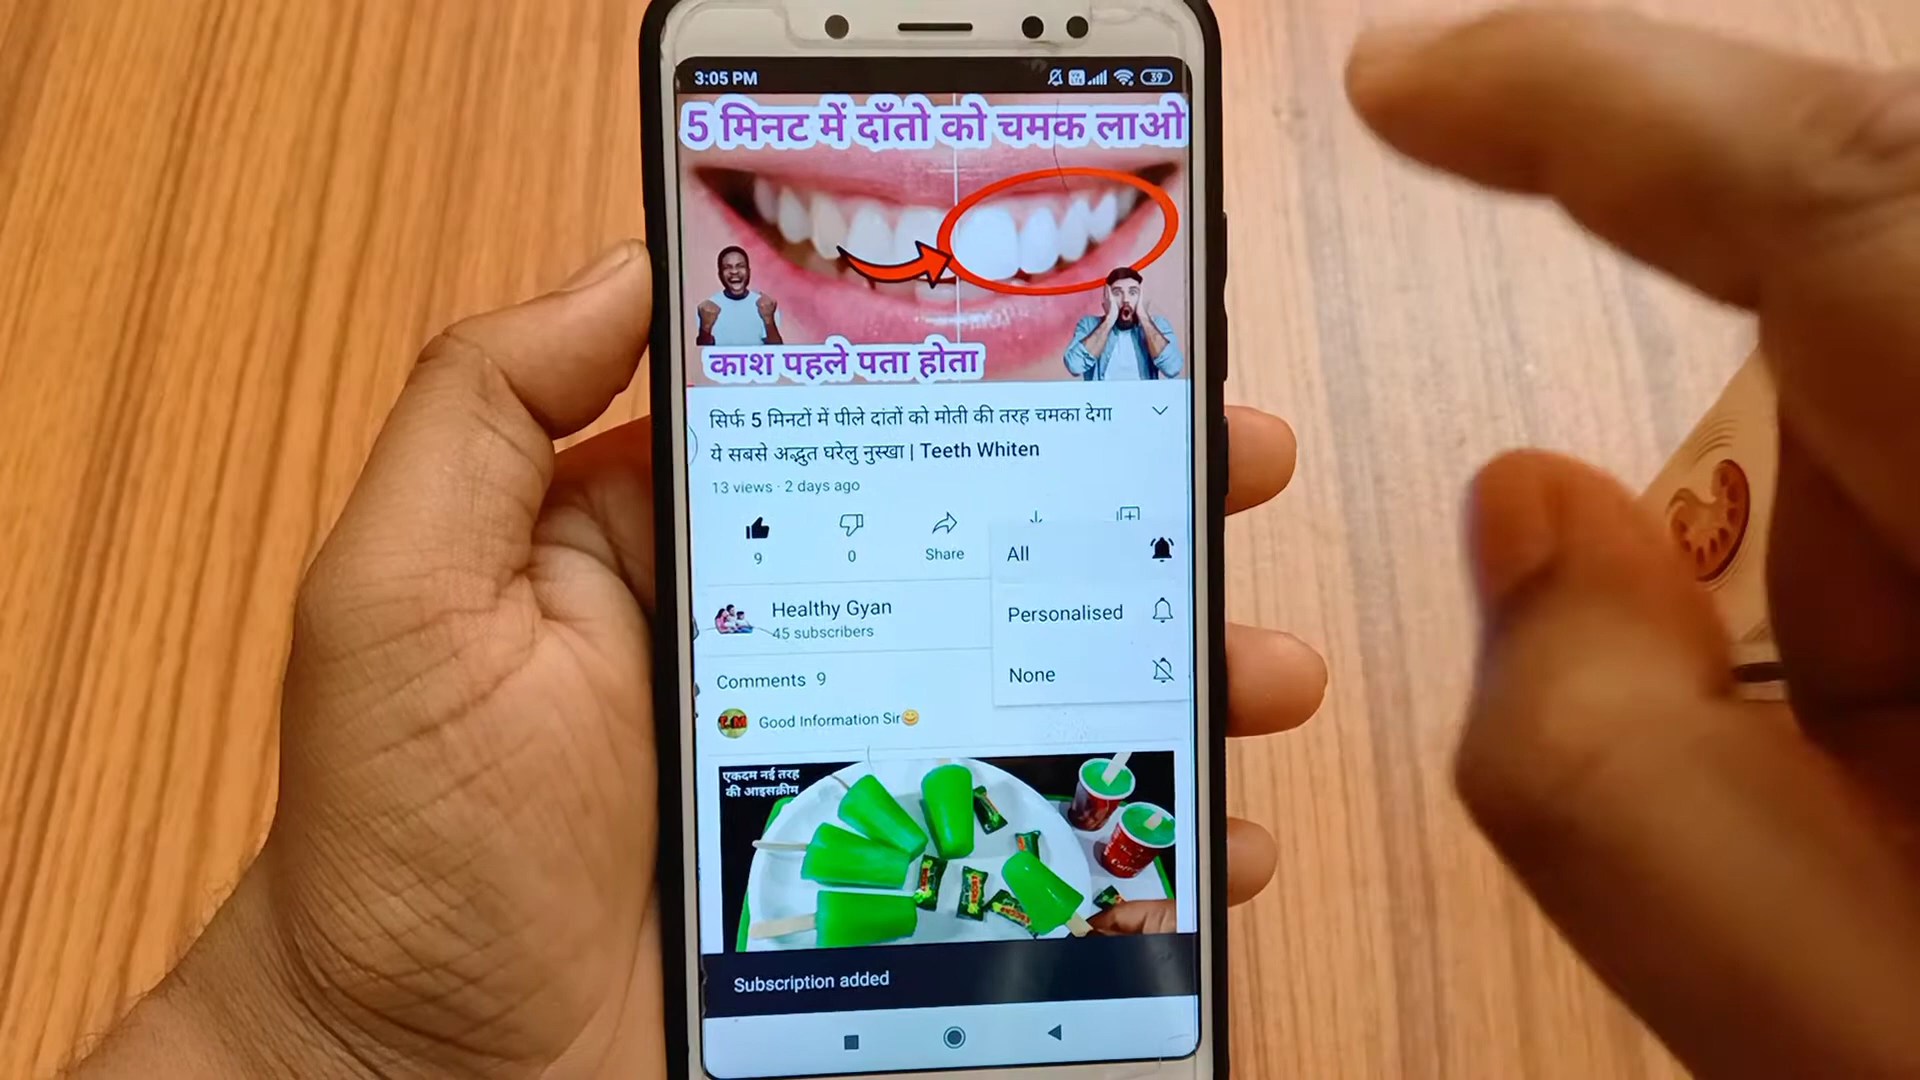 3:05 PM
39
5 मिनट में दाँतो को चमक लाओ
काश पहले पता होता
सिर्फ 5 मिनटों में पीले दांतों को मोती की तरह चमका देगा
ये सबसे अद्भुत घरेलु नुस्खा | Teeth Whiten
13 views · 2 days ago
9
0
Share
All
Healthy Gyan
45 subscribers
Personalised
None
Comments 9
Good Information Sir😊
एकदम नई तरह
की आइसक्रीम
Subscription added